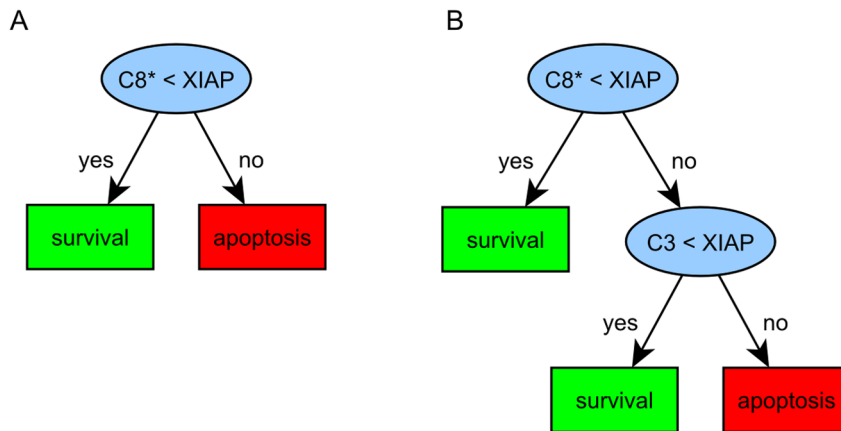 A
C8* < XIAP
yes
no
survival
apoptosis
B
C8* < XIAP
yes
no
survival
C3 < XIAP
yes
no
survival
apoptosis